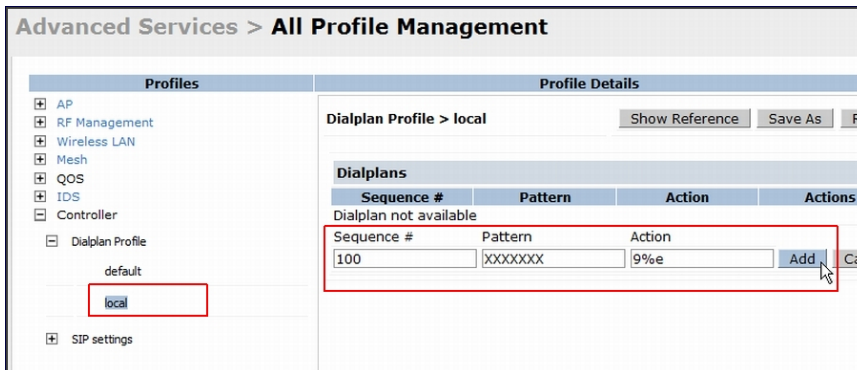 Advanced Services > All Profile Management
Profiles
Profile Details
AP
RF Management
Wireless LAN
Mesh
QOS
IDS
Controller
Dialplan Profile
default
local
SIP settings
Dialplan Profile > local
Show Reference
Save As
Dialplans
Sequence # Pattern Action Actions
Dialplan not available
Sequence # Pattern Action
100 XXXXXXX 9%e Add